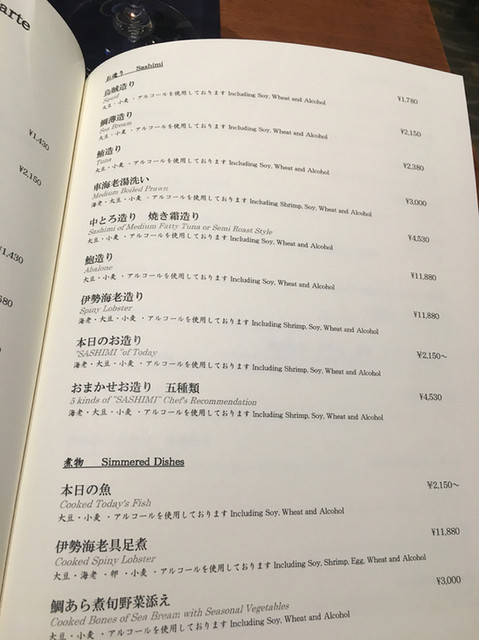 arte
¥1,430
¥2,150
¥1,430
お造り Sashimi
烏賊造り
Squid ¥1,780
大豆・小麦・アルコールを使用しております Including Soy, Wheat and Alcohol
鯛薄造り
Sea Bream ¥2,150
大豆・小麦・アルコールを使用しております Including Soy, Wheat and Alcohol
鮪造り
Tuna ¥2,380
大豆・小麦・アルコールを使用しております Including Soy, Wheat and Alcohol
車海老湯洗い
Medium Boiled Prawn ¥3,000
海老・大豆・小麦・アルコールを使用しております Including Shrimp, Soy, Wheat and Alcohol
中とろ造り 焼き霜造り
Sashimi of Medium Fatty Tuna or Semi Roast Style ¥4,530
大豆・小麦・アルコールを使用しております Including Soy, Wheat and Alcohol
鮑造り
Abalone ¥11,880
大豆・小麦・アルコールを使用しております Including Soy, Wheat and Alcohol
伊勢海老造り
Spiny Lobster ¥11,880
海老・大豆・小麦・アルコールを使用しております Including Shrimp, Soy, Wheat and Alcohol
本日のお造り
"SASHIMI "of Today ¥2,150～
海老・大豆・小麦・アルコールを使用しております Including Shrimp, Soy, Wheat and Alcohol
おまかせお造り 五種類
5 kinds of "SASHIMI" Chef's Recommendation ¥4,530
海老・大豆・小麦・アルコールを使用しております Including Shrimp, Soy, Wheat and Alcohol
煮物 Simmered Dishes
本日の魚 ¥2,150～
Cooked Today's Fish
大豆・小麦・アルコールを使用しております Including Soy, Wheat and Alcohol
伊勢海老具足煮 ¥11,880
Cooked Spiny Lobster
大豆・海老・卵・小麦・アルコールを使用しております Including Soy, Shrimp, Egg, Wheat and Alcohol
鯛あら煮旬野菜添え ¥3,000
Cooked Bones of Sea Bream with Seasonal Vegetables
大豆・小麦・アルコールを使用しております Including Soy, Wheat and Alcohol